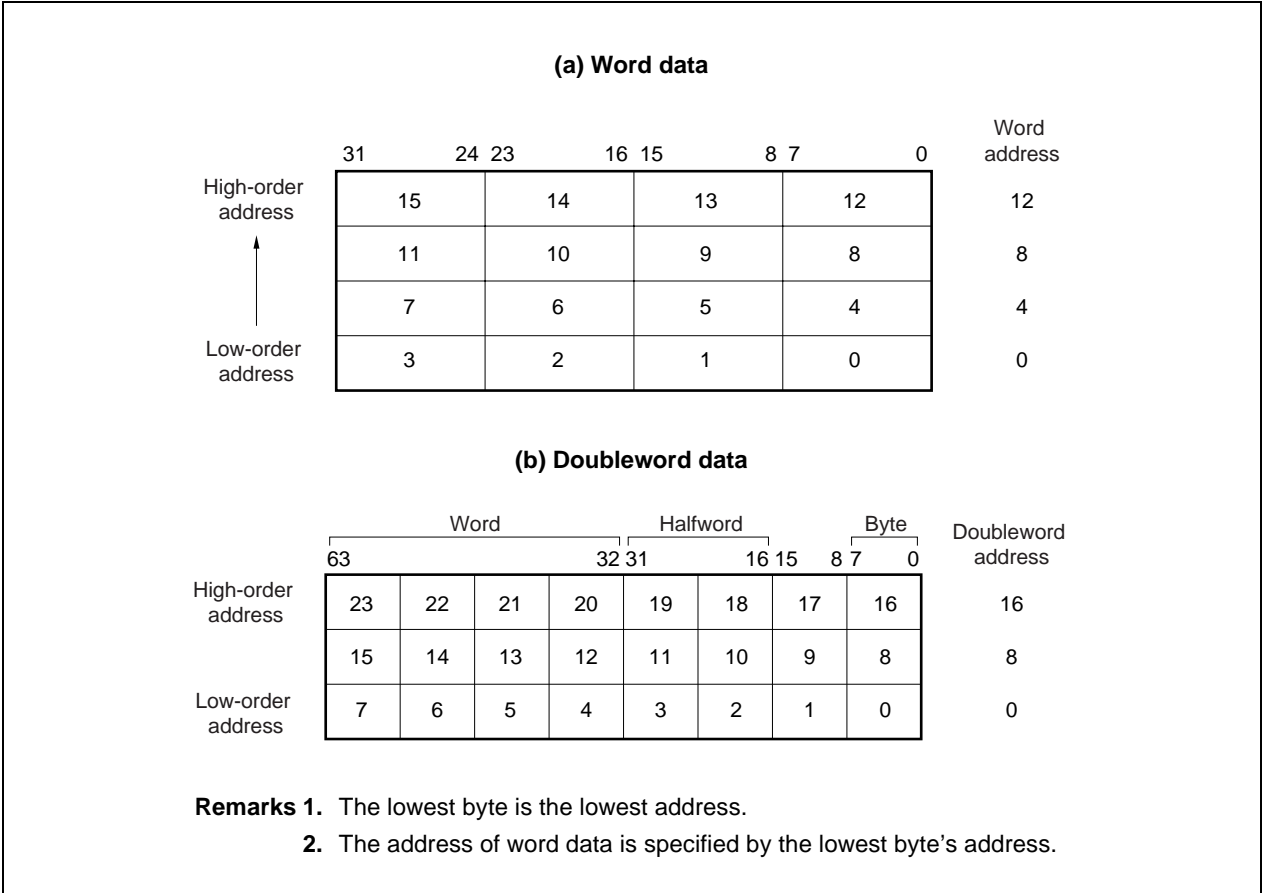 (a) Word data
Word
address
31 24 23 16 15 8 7 0
High-order
address
15 14 13 12 12
11 10 9 8 8
7 6 5 4 4
Low-order
address
3 2 1 0 0
(b) Doubleword data
Word Halfword Byte
Doubleword
address
63 32 31 16 15 8 7 0
High-order
address
23 22 21 20 19 18 17 16 16
15 14 13 12 11 10 9 8 8
Low-order
address
7 6 5 4 3 2 1 0 0
Remarks 1. The lowest byte is the lowest address.
2. The address of word data is specified by the lowest byte's address.